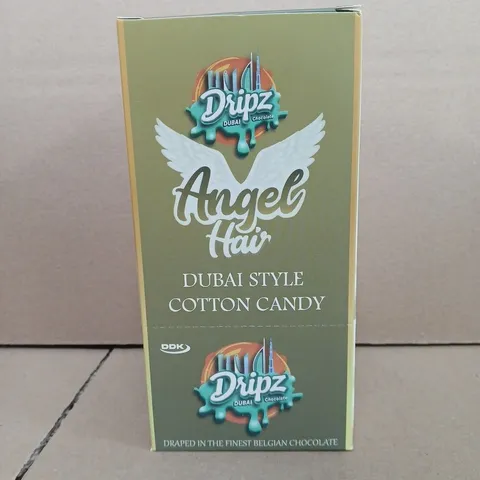 Dripz
DUBAI Chocolate
Angel
Hair
DUBAI STYLE
COTTON CANDY
DDK
Dripz
DUBAI Chocolate
DRAPED IN THE FINEST BELGIAN CHOCOLATE